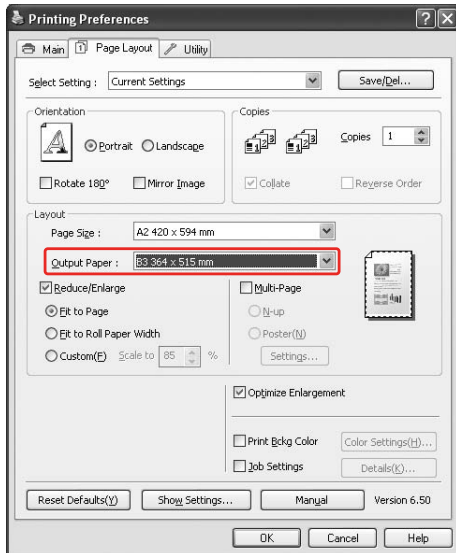 Printing Preferences
Main Page Layout Utility
Select Setting : Current Settings Save/Del...
Orientation Copies
Portrait Landscape Copies 1
Rotate 180° Mirror Image Collate Reverse Order
Layout
Page Size : A2 420 x 594 mm
Output Paper : B3 364 x 515 mm
Reduce/Enlarge Multi-Page
Fit to Page N-up
Fit to Roll Paper Width Poster(N)
Custom(F) Scale to 85 % Settings...
Optimize Enlargement
Print Bckg Color Color Settings(H)...
Job Settings Details(K)...
Reset Defaults(Y) Show Settings... Manual Version 6.50
OK Cancel Help